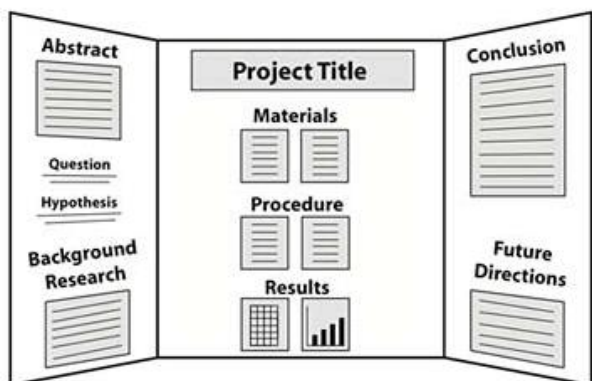 Abstract
Question
Hypothesis
Background
Research
Project Title
Materials
Procedure
Results
Conclusion
Future
Directions